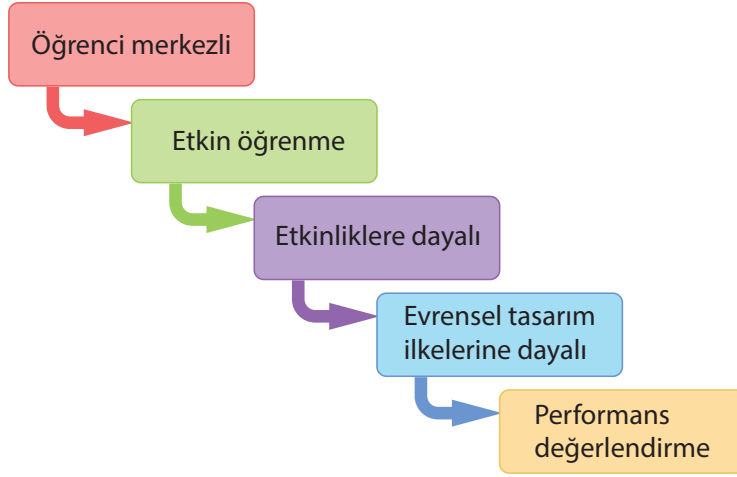 Öğrenci merkezli
Etkin öğrenme
Etkinliklere dayalı
Evrensel tasarım
ilkelerine dayalı
Performans
değerlendirme